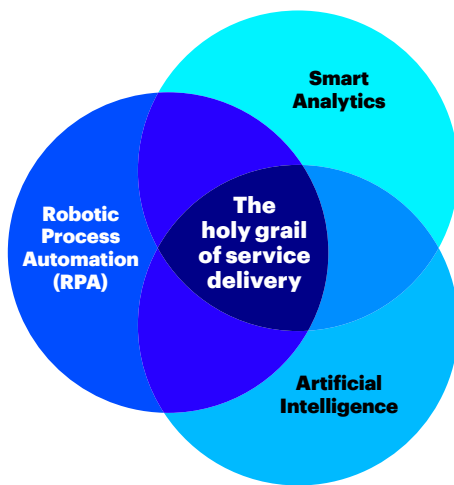 Smart
Analytics
Robotic
Process
Automation
(RPA)
The
holy grail
of service
delivery
Artificial
Intelligence